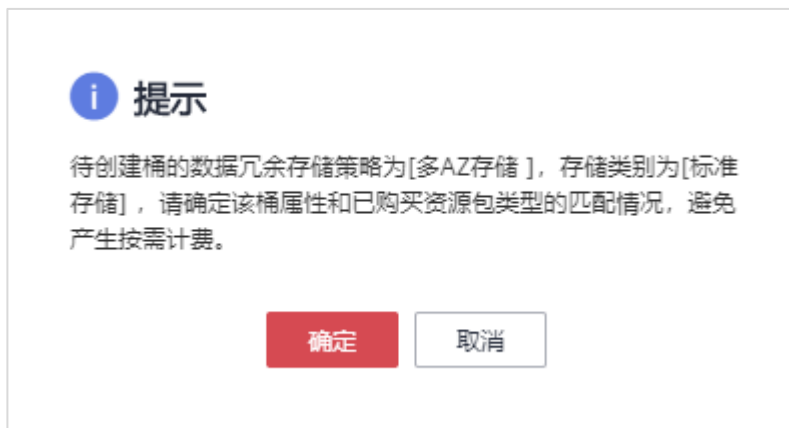 提示
待创建桶的数据冗余存储策略为[多AZ存储 ]，存储类别为[标准
存储] ，请确定该桶属性和已购买资源包类型的匹配情况，避免
产生按需计费。
确定 取消